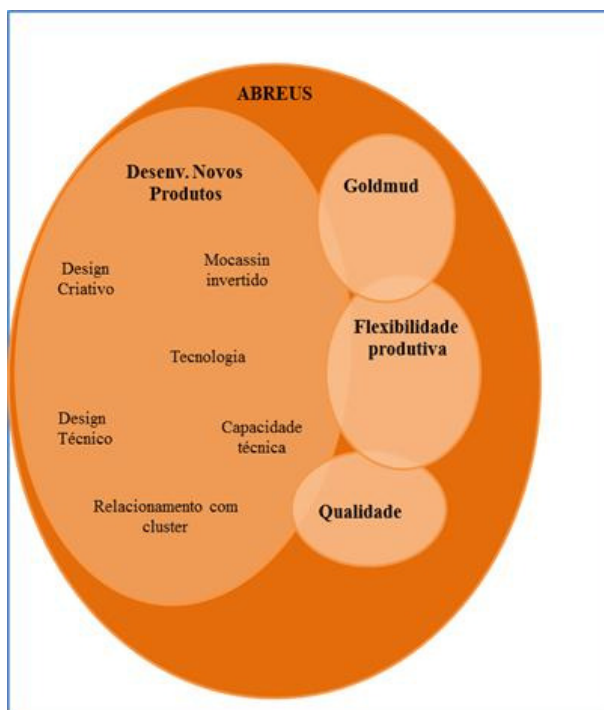 ABREUS
Desenv. Novos
Produtos
Goldmud
Design
Criativo
Mocassin
invertido
Flexibilidade
produtiva
Tecnologia
Design
Técnico
Capacidade
técnica
Relacionamento com
cluster
Qualidade